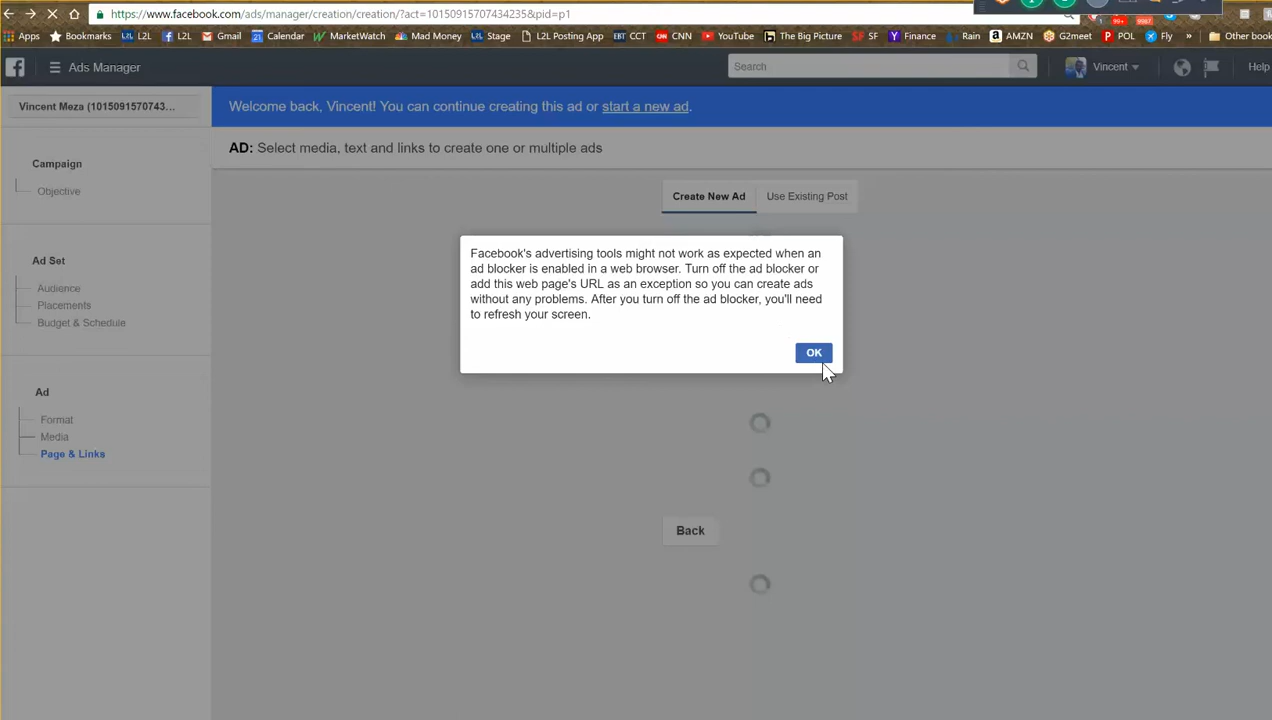 https://www.facebook.com/ads/manager/creation/creation/?act=10150915707434235&pid=p1
Apps Bookmarks L2L L2L Gmail Calendar MarketWatch Mad Money Stage L2L Posting App CCT CNN YouTube The Big Picture SF Finance Rain AMZN G2meet POL Fly » Other book
Ads Manager Search Vincent Help
Vincent Meza (1015091570743...
Welcome back, Vincent! You can continue creating this ad or start a new ad.
AD: Select media, text and links to create one or multiple ads
Campaign
Objective
Create New Ad Use Existing Post
Ad Set
Audience
Placements
Budget & Schedule
Facebook's advertising tools might not work as expected when an
ad blocker is enabled in a web browser. Turn off the ad blocker or
add this web page's URL as an exception so you can create ads
without any problems. After you turn off the ad blocker, you'll need
to refresh your screen.
OK
Ad
Format
Media
Page & Links
Back